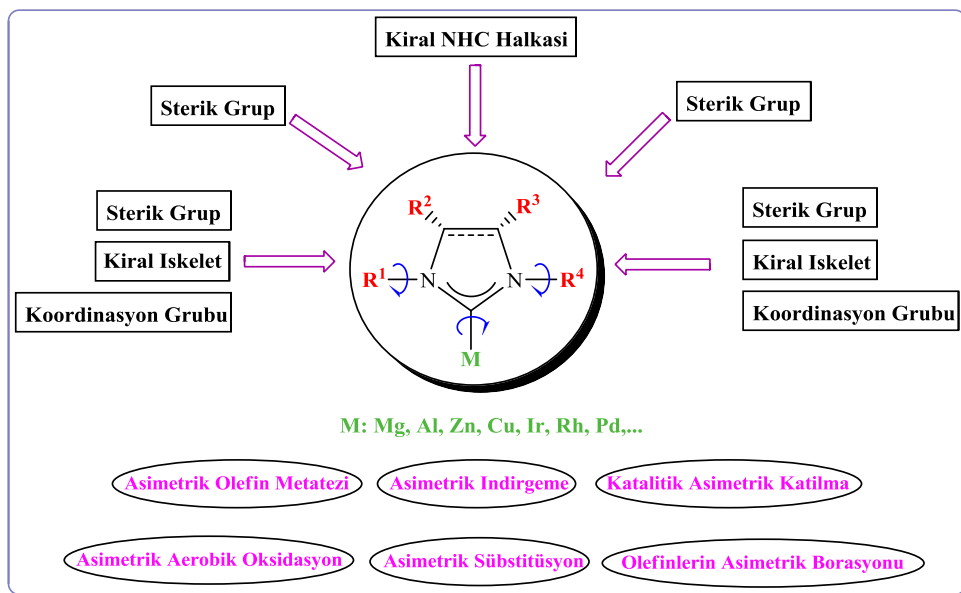 Kiral NHC Halkasi
Sterik Grup
Sterik Grup
Sterik Grup
Kiral Iskelet
Koordinasyon Grubu
Sterik Grup
Kiral Iskelet
Koordinasyon Grubu
R² R³
R¹ N N R⁴
M
M: Mg, Al, Zn, Cu, Ir, Rh, Pd,...
Asimetrik Olefin Metatezi
Asimetrik Indirgeme
Katalitik Asimetrik Katilma
Asimetrik Aerobik Oksidasyon
Asimetrik Sübstitüsyon
Olefinlerin Asimetrik Borasyonu